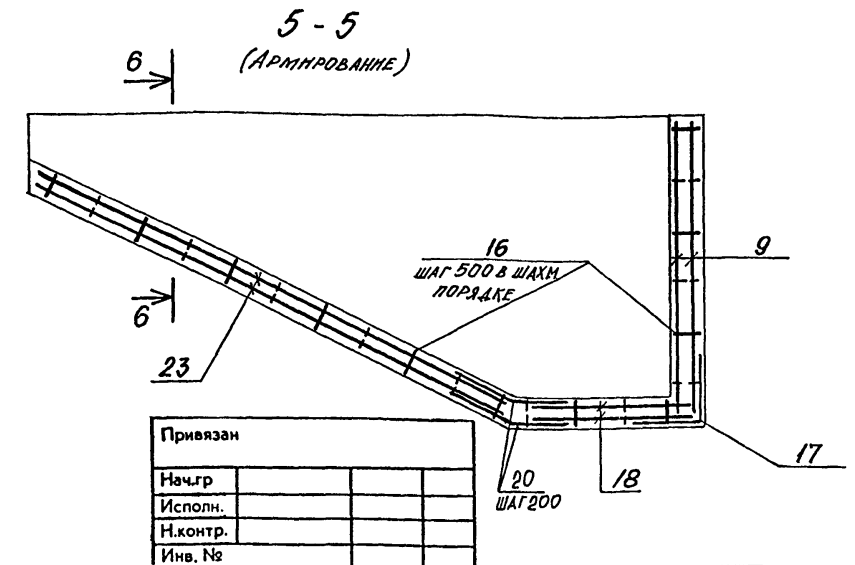 5 - 5
(Армирование)
6
16
ШАГ 500 В ШАХМ.
ПОРЯДКЕ
9
6
23
Привязан
Нач.гр
Исполн.
Н.контр.
Инв. №
20
ШАГ 200
18
17